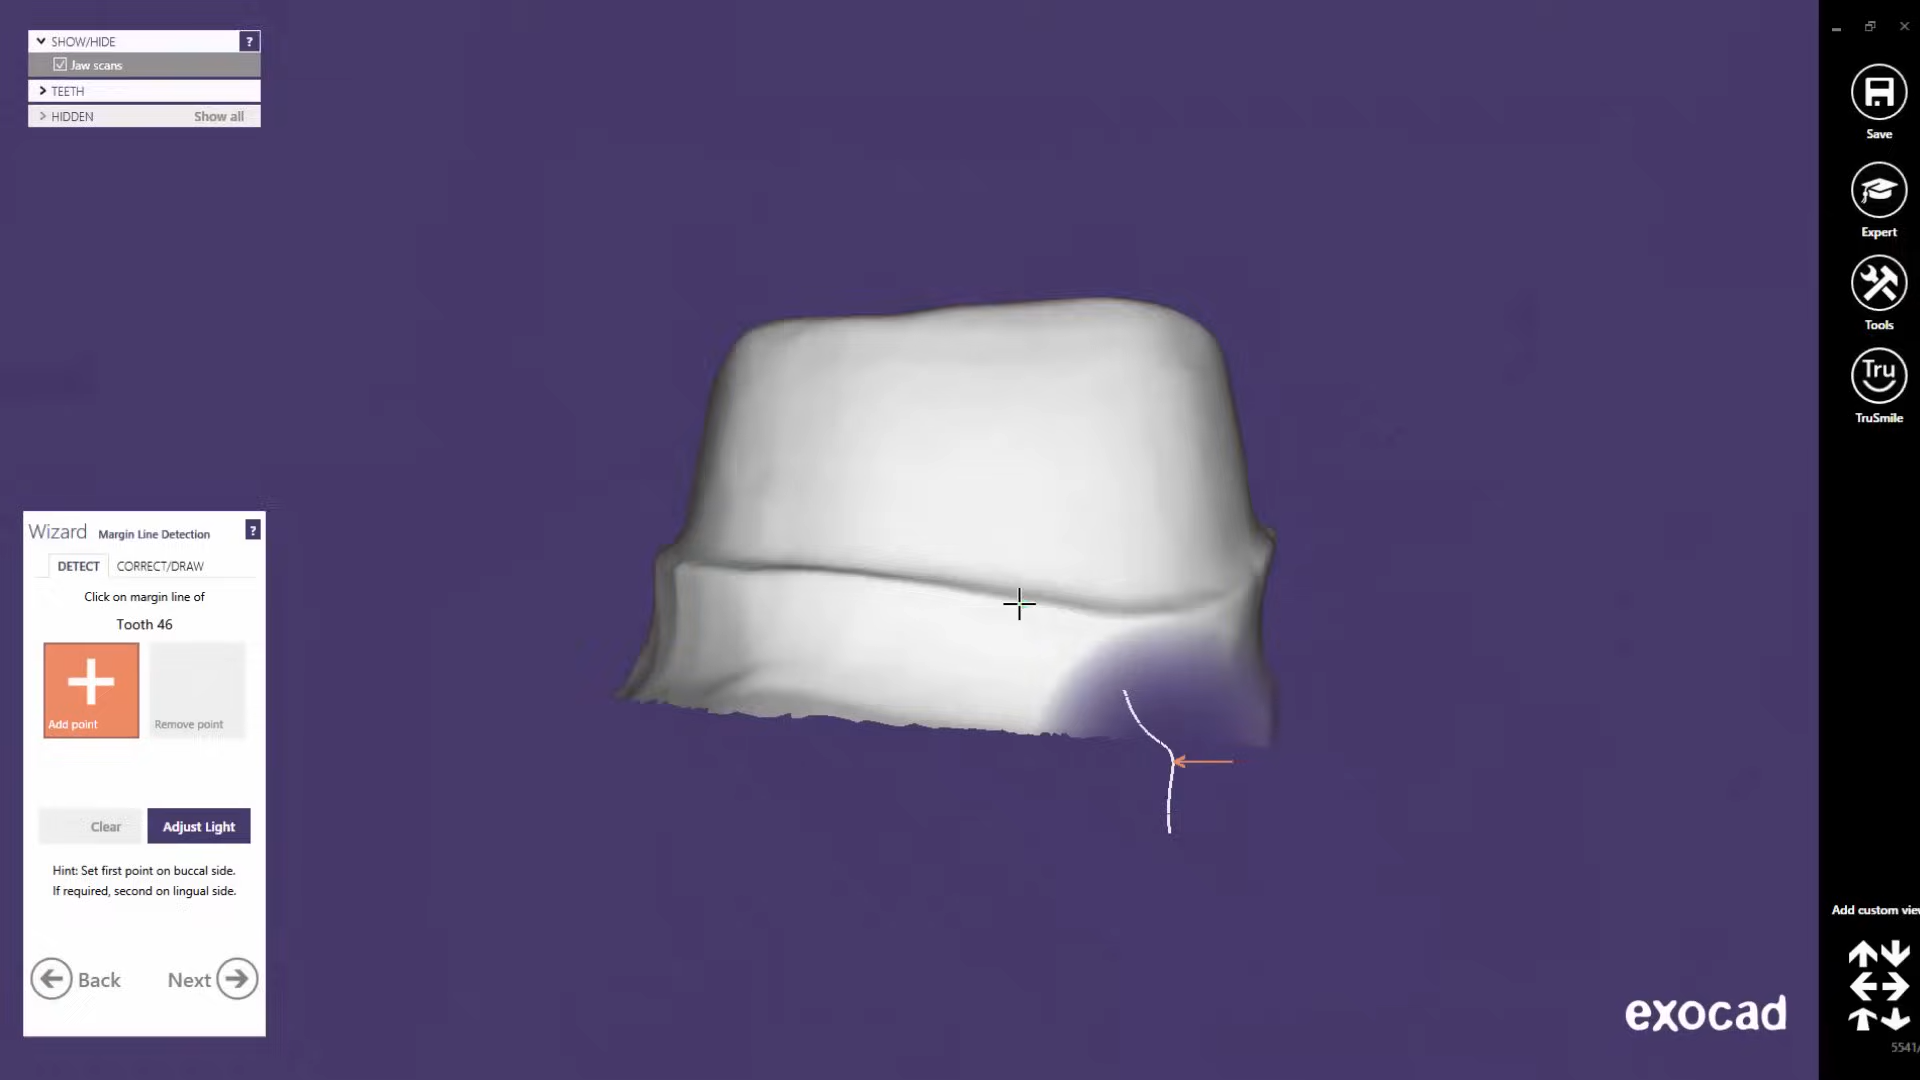 SHOW/HIDE ?
Jaw scans
TEETH
HIDDEN Show all
Save
Expert
Tools
Tru
TruSmile
Wizard Margin Line Detection ?
DETECT CORRECT/DRAW
Click on margin line of
Tooth 46
Add point Remove point
Clear Adjust Light
Hint: Set first point on buccal side.
If required, second on lingual side.
Back Next
Add custom vie
exocad
5541/